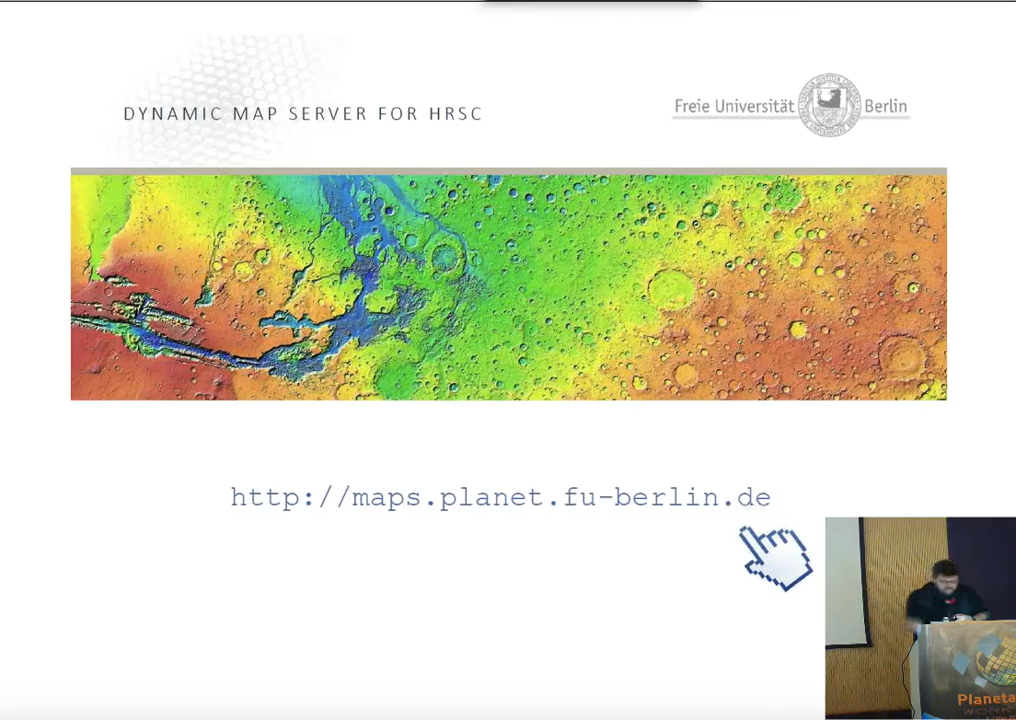 DYNAMIC MAP SERVER FOR HRSC
Freie Universität Berlin
http://maps.planet.fu-berlin.de
Planeta